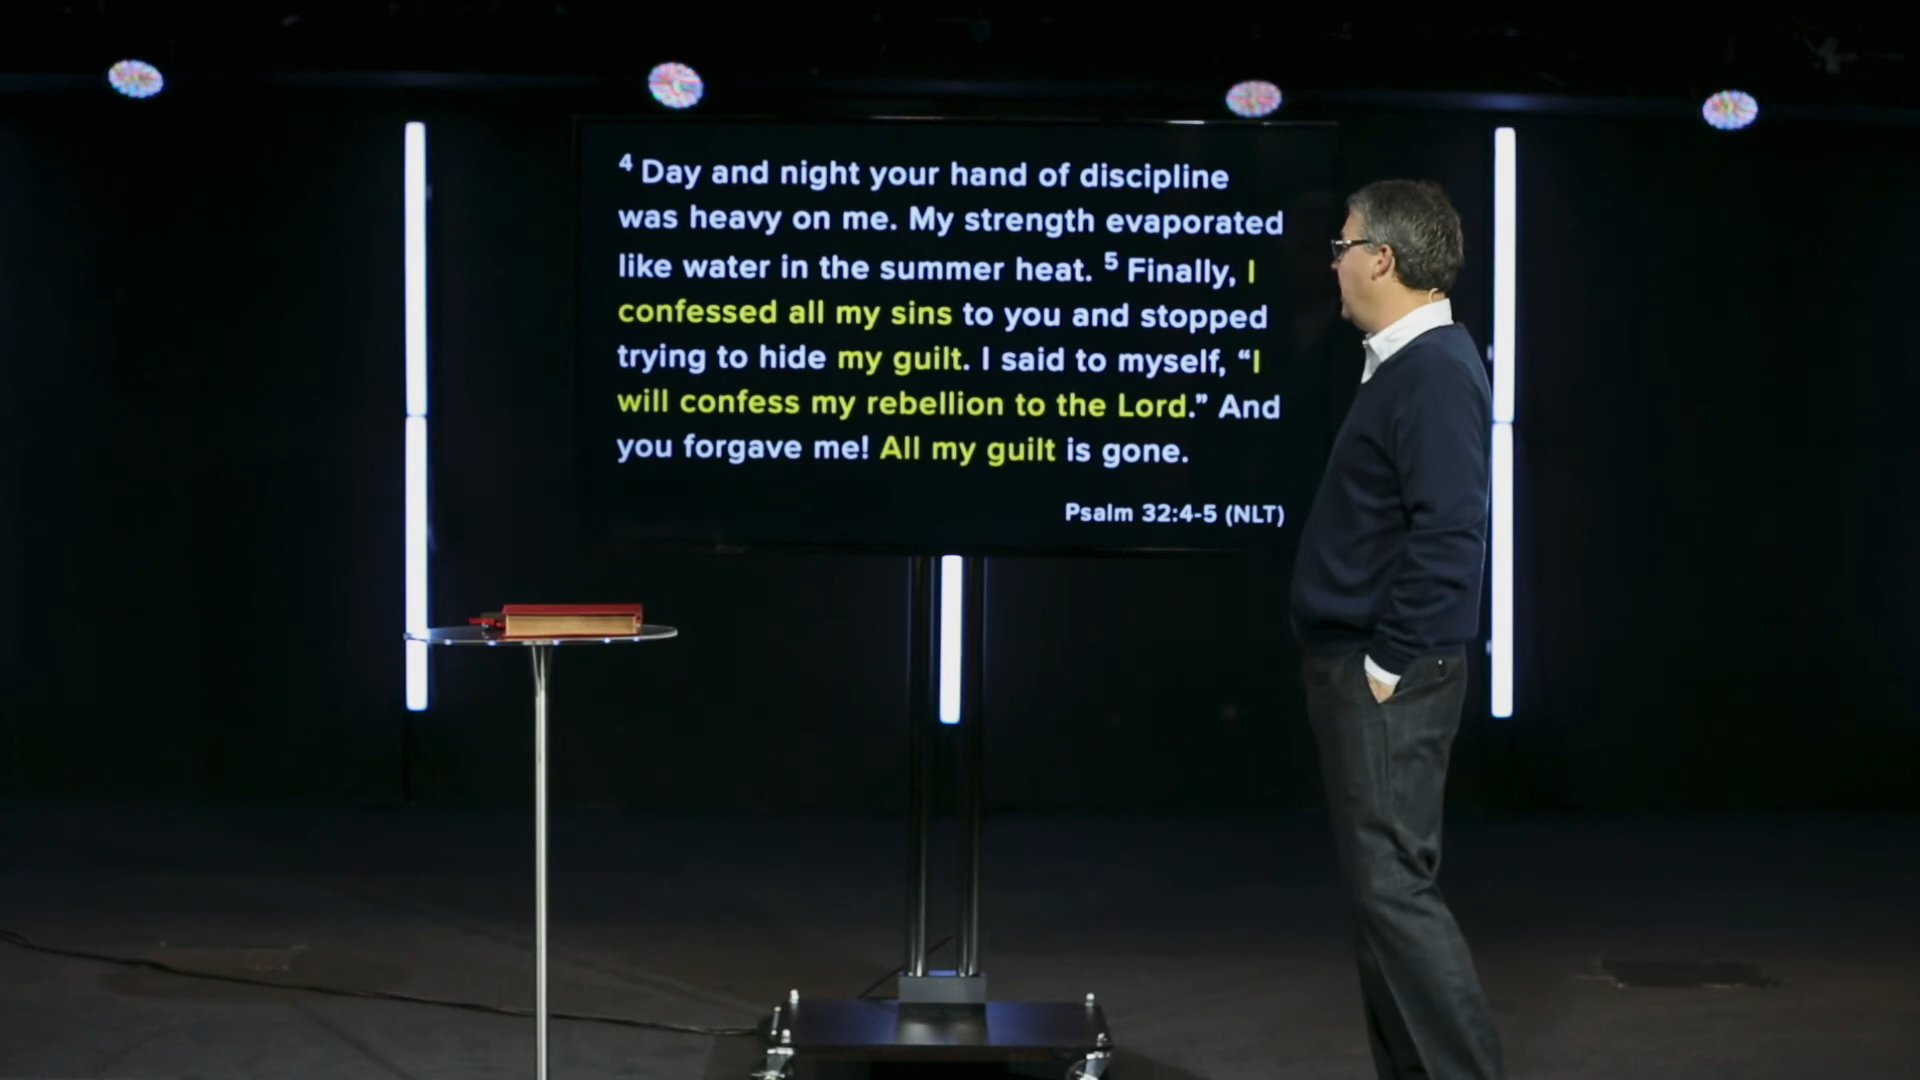 4 Day and night your hand of discipline
was heavy on me. My strength evaporated
like water in the summer heat. 5 Finally, I
confessed all my sins to you and stopped
trying to hide my guilt. I said to myself, “I
will confess my rebellion to the Lord.” And
you forgave me! All my guilt is gone.
Psalm 32:4-5 (NLT)